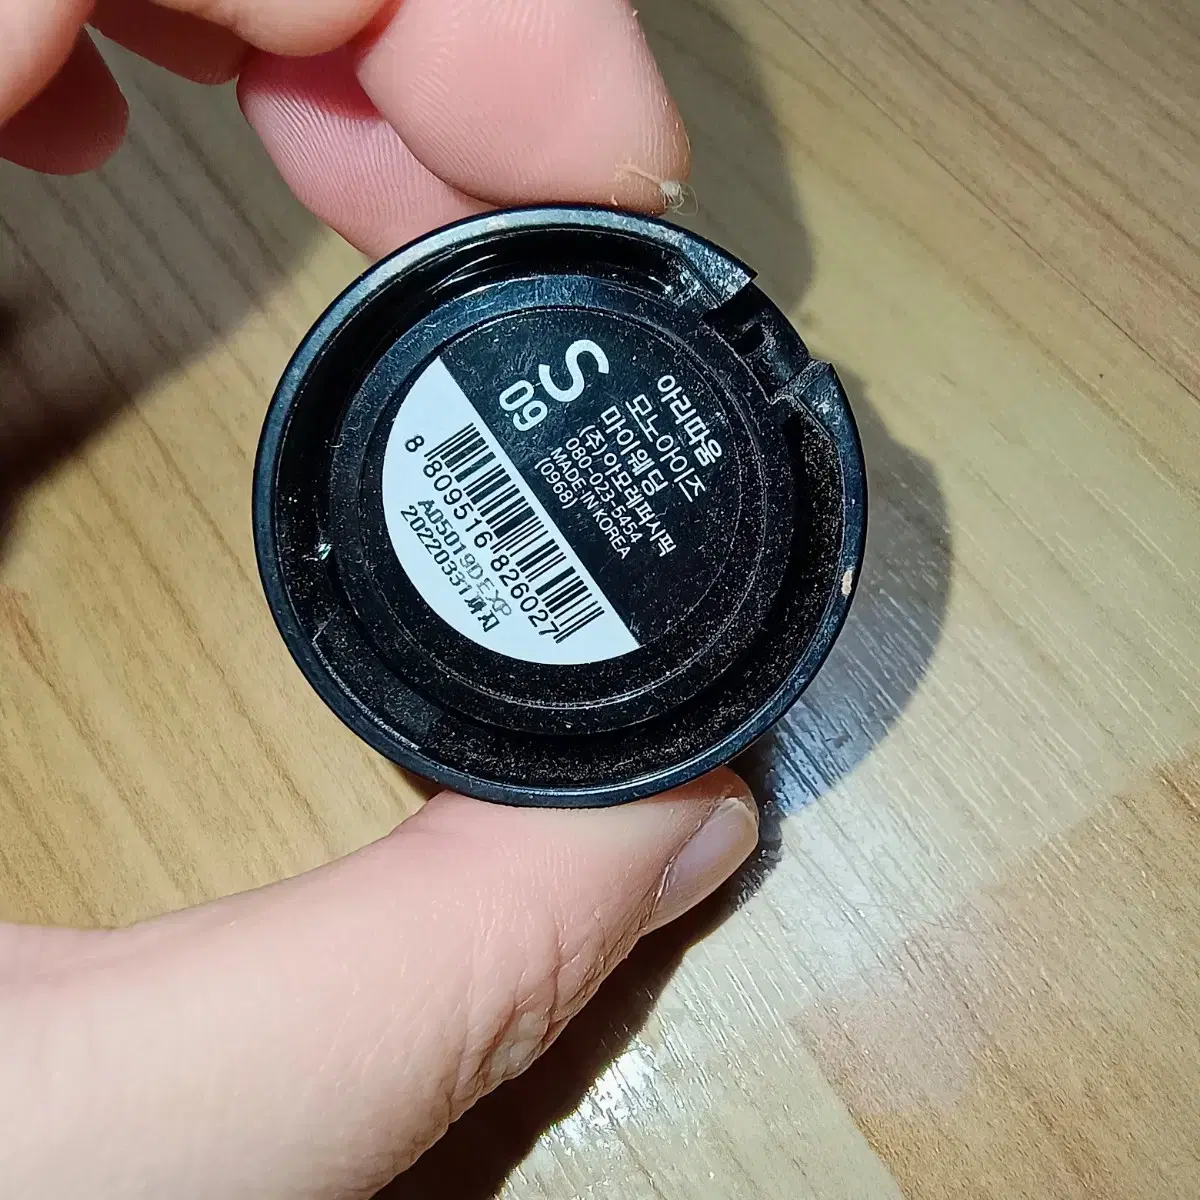 S
09
아리따움
모노아이즈
마이웨딩
(주)아모레퍼시픽
080-023-5454
MADE IN KOREA
(0968)
8 809516 826027
A05019D EXP
20220331까지